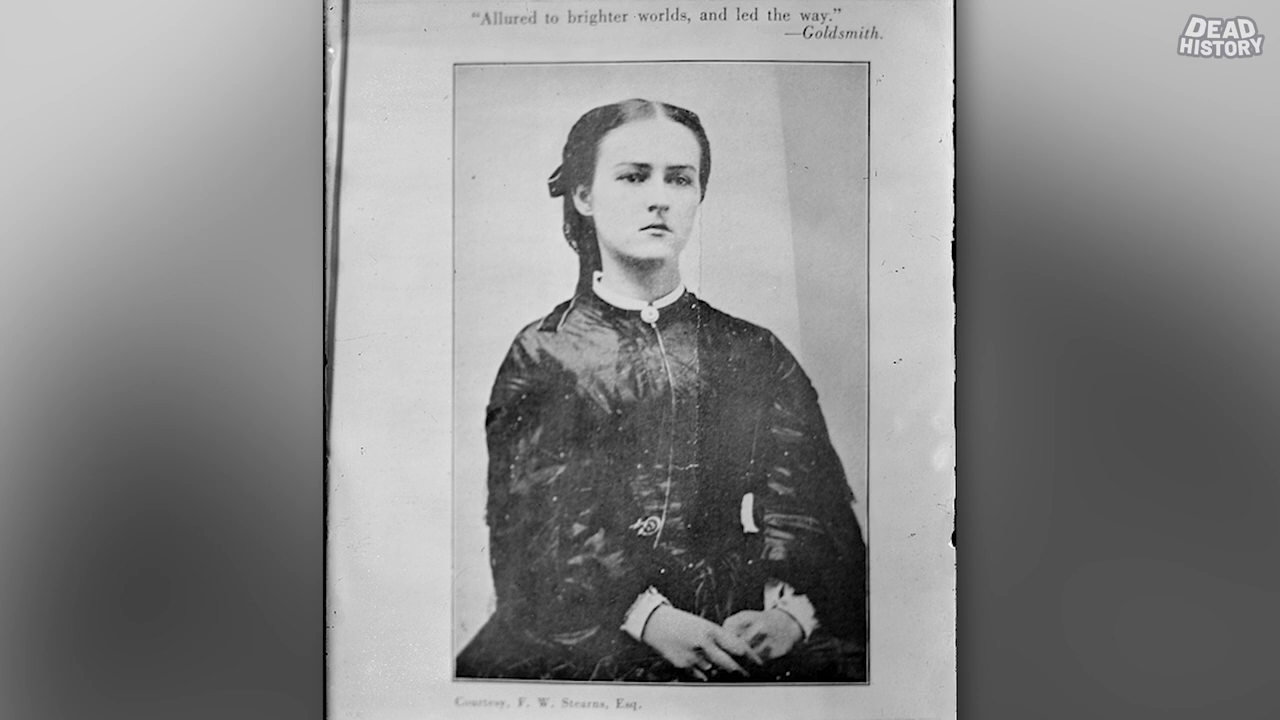 "Allured to brighter worlds, and led the way."
—Goldsmith.
DEAD
HISTORY
Courtesy, F. W. Stearns, Esq.